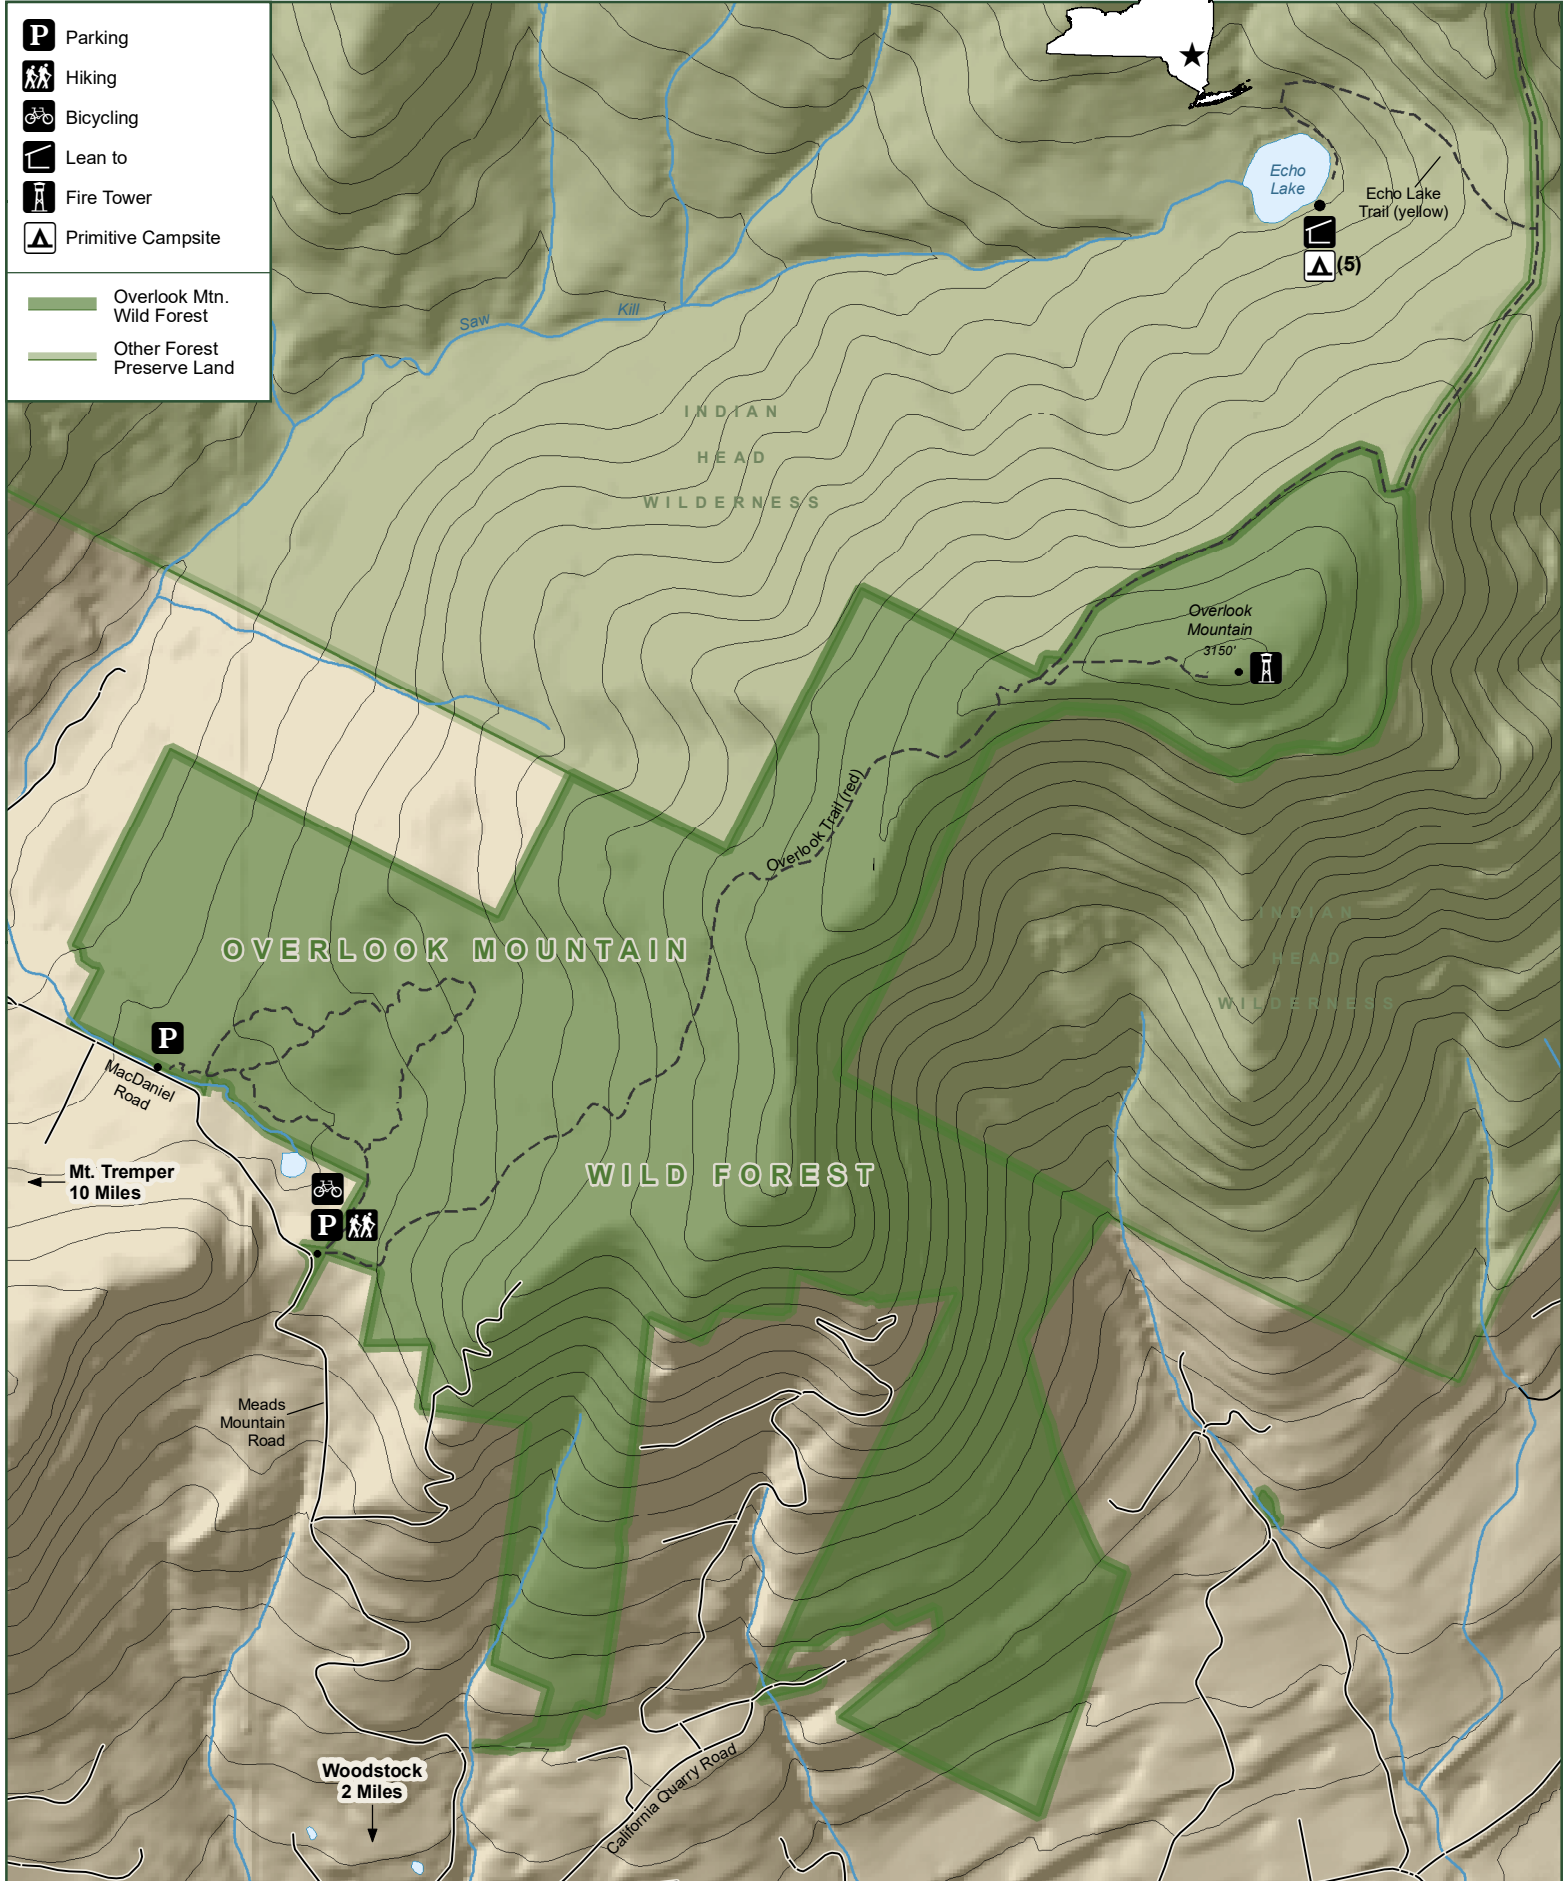 P Parking
Hiking
Bicycling
Lean to
Fire Tower
Primitive Campsite
Overlook Mtn.
Wild Forest
Other Forest
Preserve Land
Echo
Lake
Echo Lake
Trail (yellow)
(5)
Saw
Kill
INDIAN
HEAD
WILDERNESS
Overlook
Mountain
3150'
Overlook Trail (red)
INDIAN
HEAD
WILDERNESS
OVERLOOK MOUNTAIN
P
MacDaniel
Road
WILD FOREST
Mt. Tremper
10 Miles
P
Meads
Mountain
Road
Woodstock
2 Miles
California Quarry Road